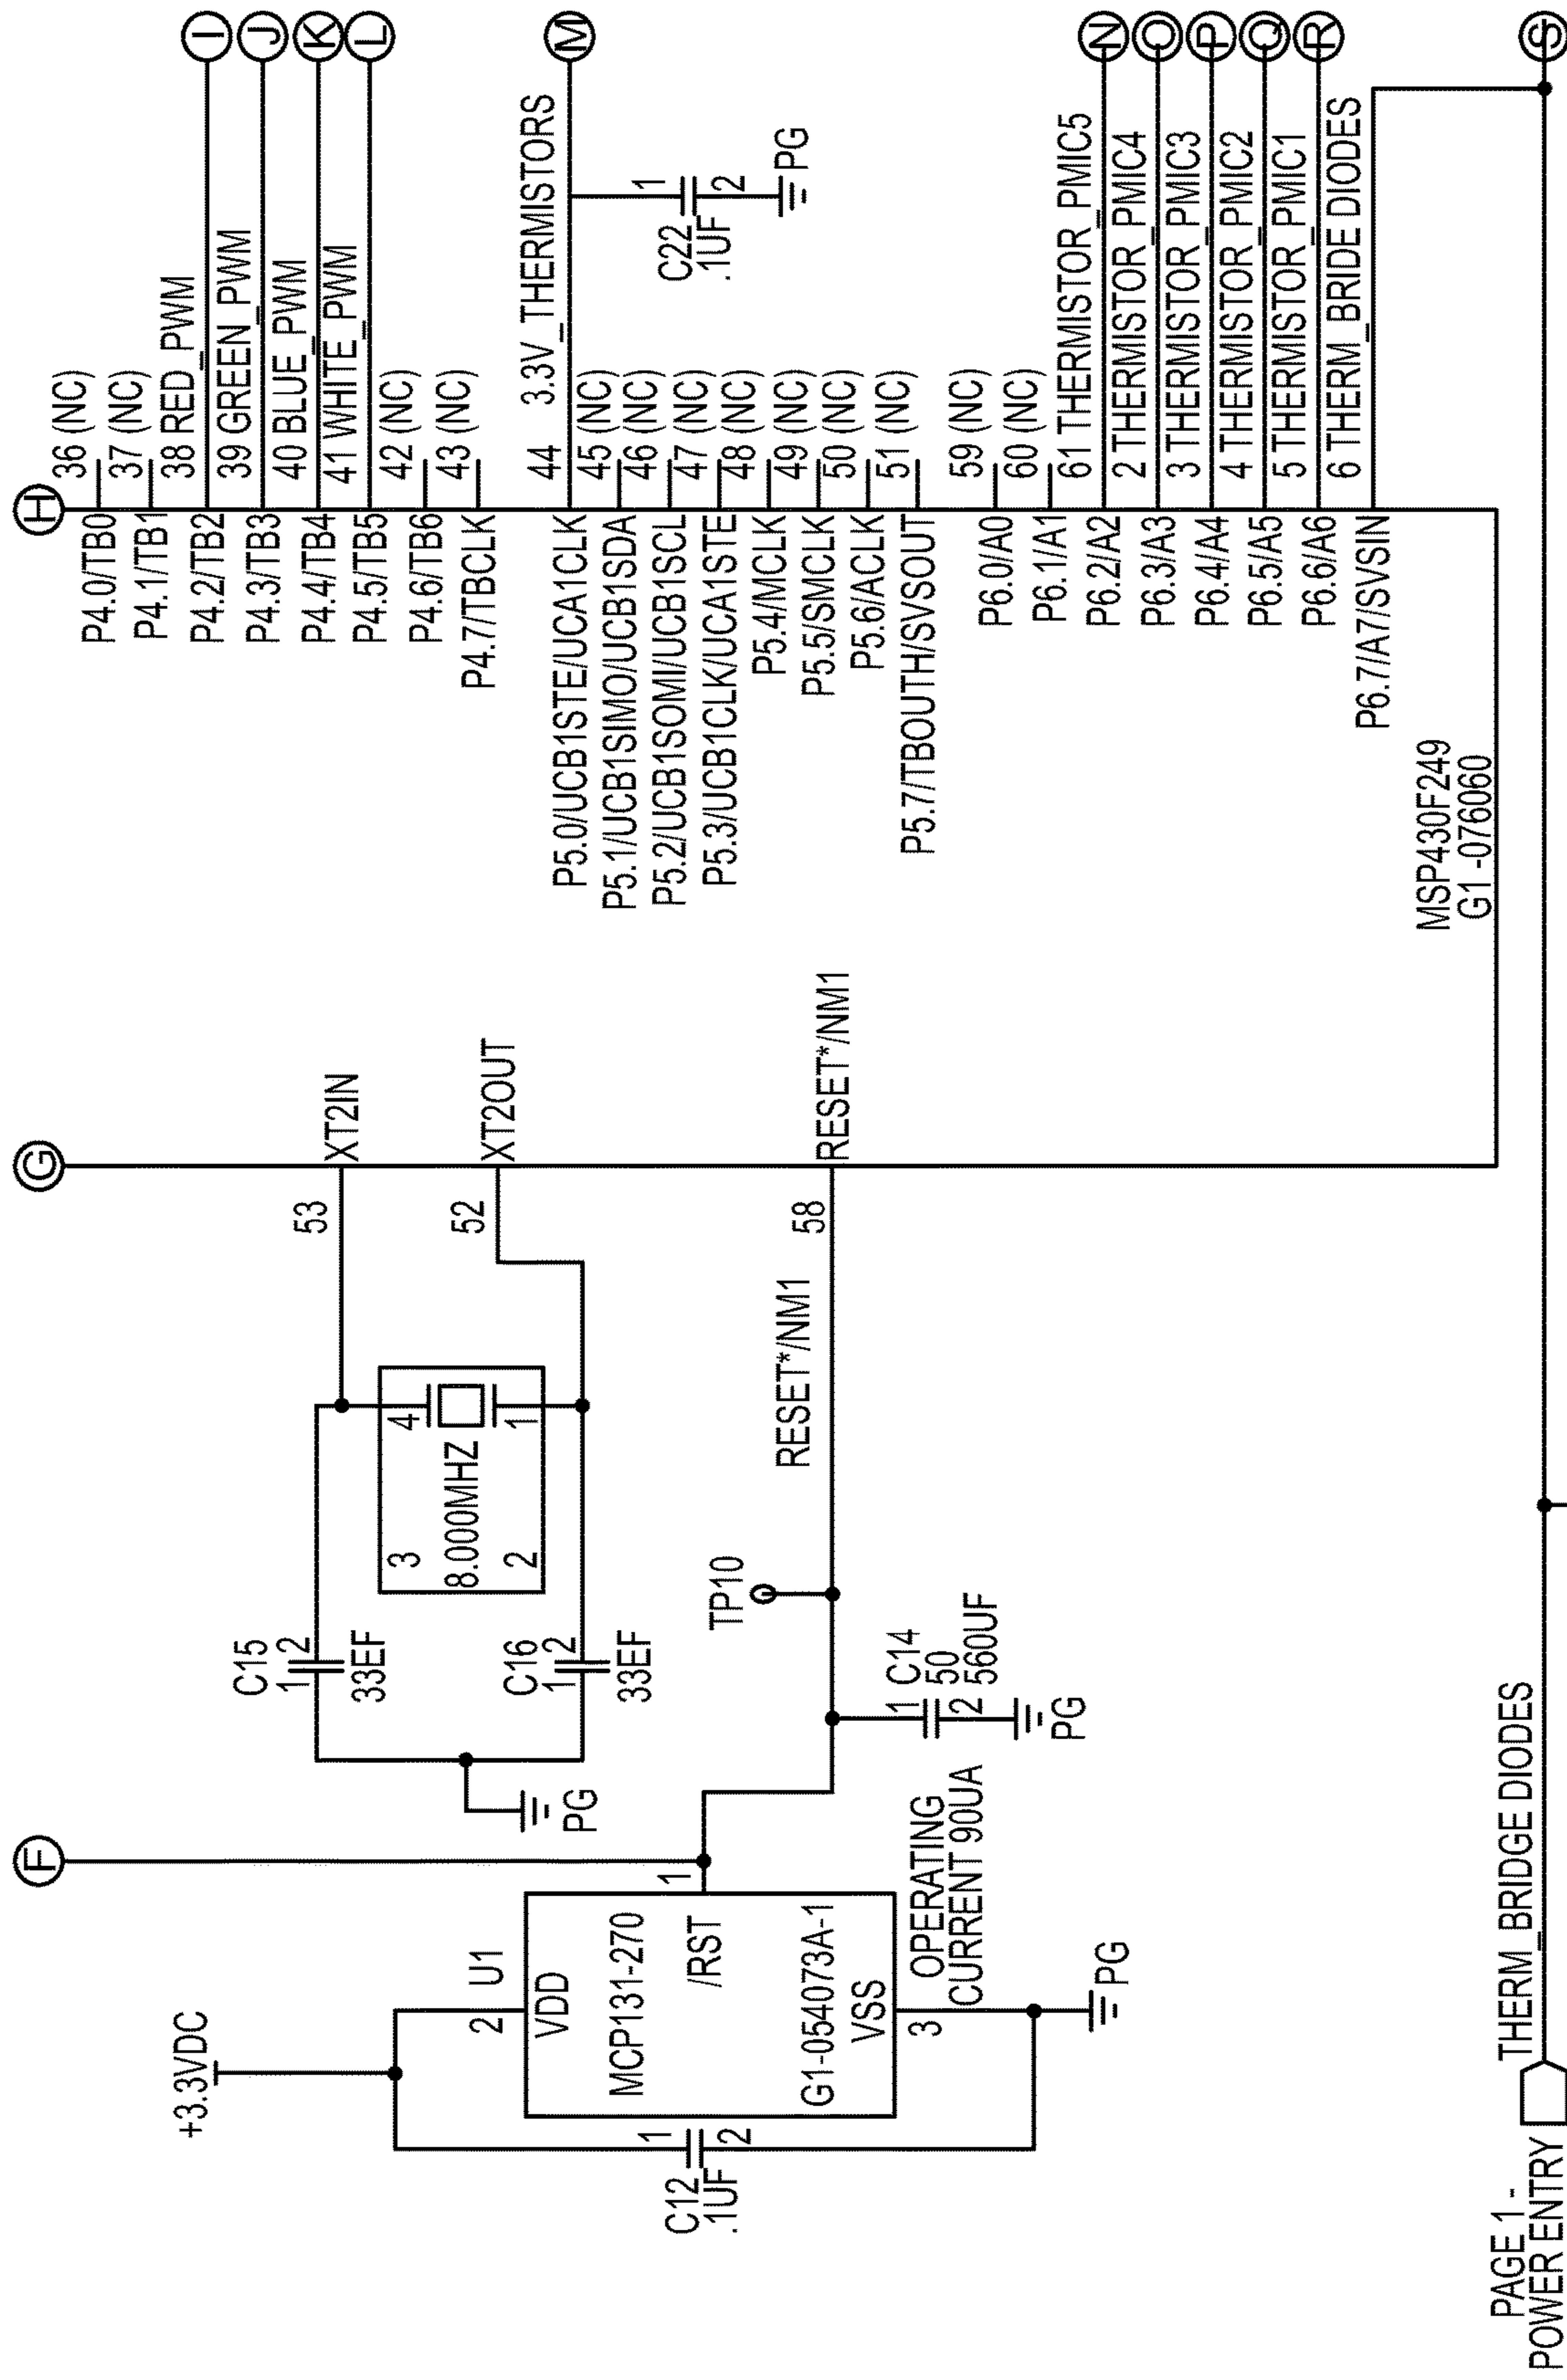 F
G
H
I
J
K
L
M
N
O
P
Q
R
S
+3.3VDC
2
U1
VDD
MCP131-270
/RST
1
G1-054073A-1
VSS
3
OPERATING
CURRENT 90UA
PG
C12
.1UF
1
2
C15
1 2
33EF
C16
1 2
33EF
PG
3
4
8.000MHZ
2
1
TP10
1 C14
50
2 560UF
PG
RESET*/NM1
53
XT2IN
52
XT2OUT
58
RESET*/NM1
P4.0/TB0
36 (NC)
P4.1/TB1
37 (NC)
P4.2/TB2
38 RED_PWM
P4.3/TB3
39 GREEN_PWM
P4.4/TB4
40 BLUE_PWM
P4.5/TB5
41 WHITE_PWM
P4.6/TB6
42 (NC)
P4.7/TBCLK
43 (NC)
P5.0/UCB1STE/UCA1CLK
44 3.3V_THERMISTORS
P5.1/UCB1SIMO/UCB1SDA
45 (NC)
P5.2/UCB1SOMI/UCB1SCL
46 (NC)
P5.3/UCB1CLK/UCA1STE
47 (NC)
P5.4/MCLK
48 (NC)
P5.5/SMCLK
49 (NC)
P5.6/ACLK
50 (NC)
P5.7/TBOUTH/SVSOUT
51 (NC)
C22
.1UF
1
2
PG
P6.0/A0
59 (NC)
P6.1/A1
60 (NC)
P6.2/A2
61 THERMISTOR_PMIC5
P6.3/A3
2 THERMISTOR_PMIC4
P6.4/A4
3 THERMISTOR_PMIC3
P6.5/A5
4 THERMISTOR_PMIC2
P6.6/A6
5 THERMISTOR_PMIC1
P6.7/A7/SVSIN
6 THERM_BRIDE DIODES
MSP430F249
G1-076060
THERM_BRIDGE DIODES
PAGE 1 -
POWER ENTRY